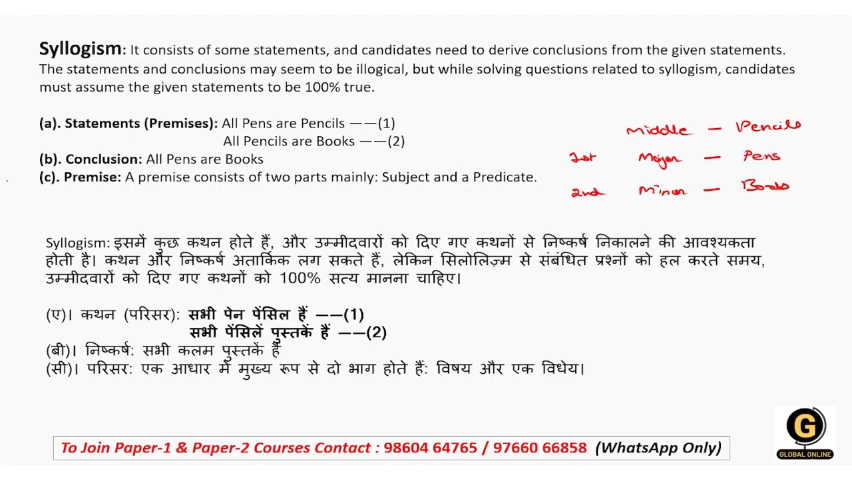 Syllogism: It consists of some statements, and candidates need to derive conclusions from the given statements.
The statements and conclusions may seem to be illogical, but while solving questions related to syllogism, candidates
must assume the given statements to be 100% true.
(a). Statements (Premises): All Pens are Pencils ——(1)
All Pencils are Books ——(2)
(b). Conclusion: All Pens are Books
(c). Premise: A premise consists of two parts mainly: Subject and a Predicate.
Middle — Pencils
1st Major — Pens
2nd Minor — Books
Syllogism: इसमें कुछ कथन होते हैं, और उम्मीदवारों को दिए गए कथनों से निष्कर्ष निकालने की आवश्यकता
होती है। कथन और निष्कर्ष अतार्किक लग सकते हैं, लेकिन सिलोलिज़्म से संबंधित प्रश्नों को हल करते समय,
उम्मीदवारों को दिए गए कथनों को 100% सत्य मानना चाहिए।
(ए)। कथन (परिसर): सभी पेन पेंसिल हैं ——(1)
सभी पेंसिलें पुस्तकें हैं ——(2)
(बी)। निष्कर्ष: सभी कलम पुस्तकें हैं
(सी)। परिसर: एक आधार में मुख्य रूप से दो भाग होते हैं: विषय और एक विधेय।
To Join Paper-1 & Paper-2 Courses Contact : 98604 64765 / 97660 66858 (WhatsApp Only)
G
GLOBAL ONLINE